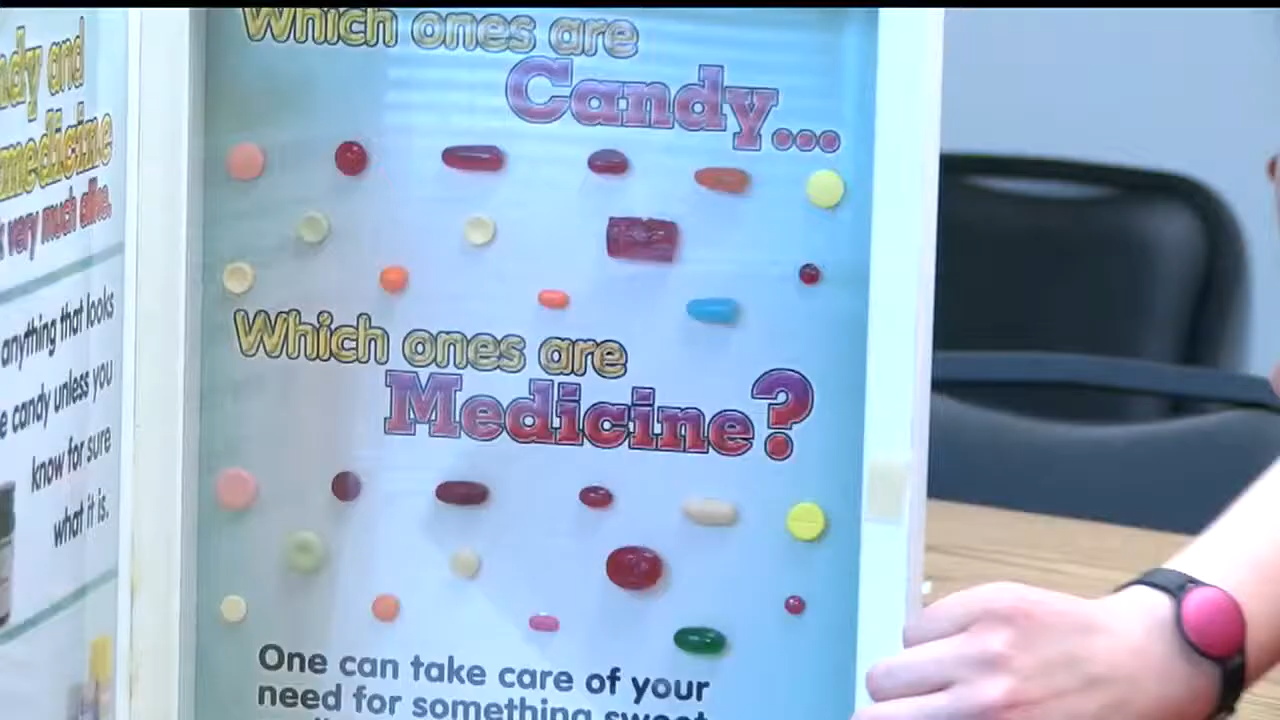 and
medicine
very much alike.
anything that looks
candy unless you
know for sure
what it is.
Which ones are
Candy...
Which ones are
Medicine?
One can take care of your
need for something sweet